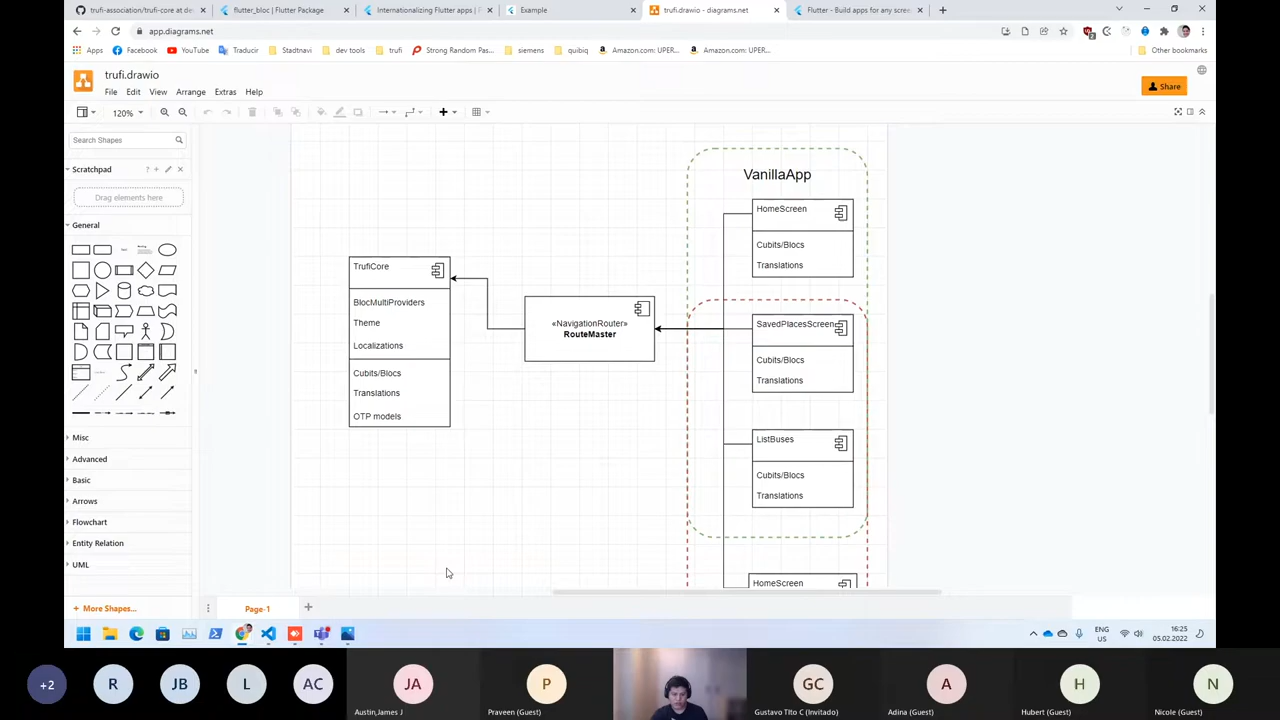 trufi-association/trufi-core at de
flutter_bloc | Flutter Package
Internationalizing Flutter apps |
Example
trufi.drawio - diagrams.net
Flutter - Build apps for any scree
app.diagrams.net
Apps
Facebook
YouTube
Traducir
Stadtnavi
dev tools
trufi
Strong Random Pas...
siemens
quibiq
Amazon.com: UPER...
Amazon.com: UPER...
Other bookmarks
trufi.drawio
File
Edit
View
Arrange
Extras
Help
Share
120%
Search Shapes
Scratchpad
Drag elements here
General
Misc
Advanced
Basic
Arrows
Flowchart
Entity Relation
UML
+ More Shapes...
TrufiCore
BlocMultiProviders
Theme
Localizations
Cubits/Blocs
Translations
OTP models
«NavigationRouter»
RouteMaster
VanillaApp
HomeScreen
Cubits/Blocs
Translations
SavedPlacesScreen
Cubits/Blocs
Translations
ListBuses
Cubits/Blocs
Translations
HomeScreen
Page-1
ENG
US
16:25
05.02.2022
+2
R
JB
L
AC
JA
Austin,James J
P
Praveen (Guest)
GC
Gustavo TIto C (Invitado)
A
Adina (Guest)
H
Hubert (Guest)
N
Nicole (Guest)